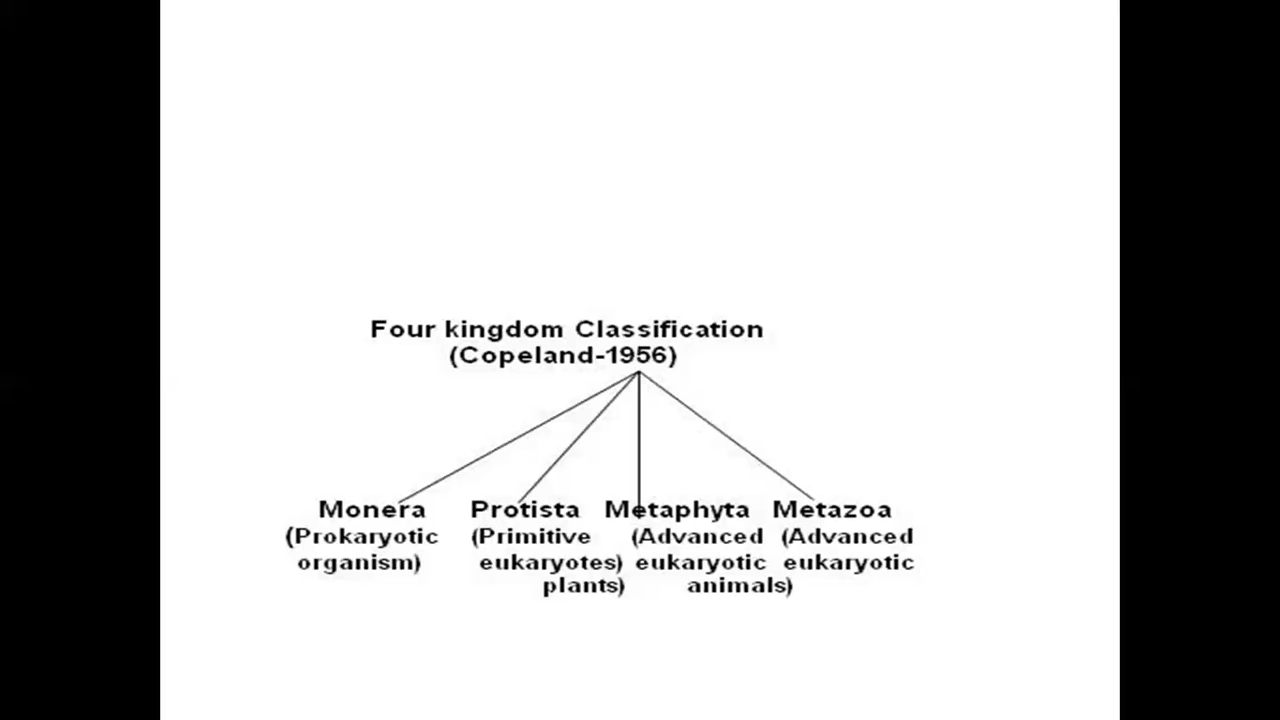 Four kingdom Classification
(Copeland-1956)
Monera Protista Metaphyta Metazoa
(Prokaryotic (Primitive (Advanced (Advanced
organism) eukaryotes) eukaryotic eukaryotic
plants) animals)